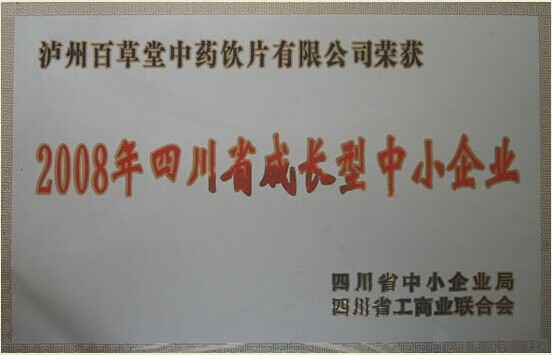 泸州百草堂中药饮片有限公司荣获
2008年四川省成长型中小企业
四川省中小企业局
四川省工商业联合会